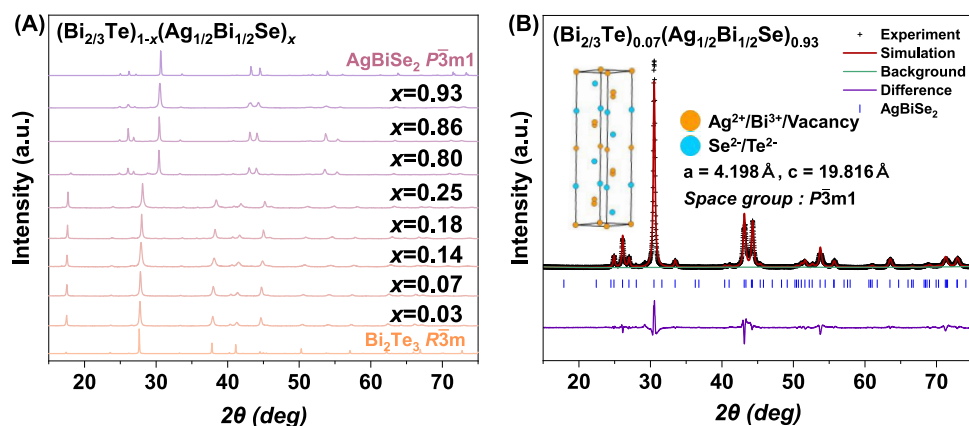 (A)
(Bi2/3Te)1-x(Ag1/2Bi1/2Se)x
AgBiSe2 P3̅m1
x=0.93
x=0.86
x=0.80
x=0.25
x=0.18
x=0.14
x=0.07
x=0.03
Bi2Te3 R3̅m
Intensity (a.u.)
20 30 40 50 60 70
2θ (deg)
(B)
(Bi2/3Te)0.07(Ag1/2Bi1/2Se)0.93
Experiment
Simulation
Background
Difference
AgBiSe2
Ag2+/Bi3+/Vacancy
Se2-/Te2-
a = 4.198 Å , c = 19.816 Å
Space group : P3̅m1
Intensity (a.u.)
20 30 40 50 60 70
2θ (deg)